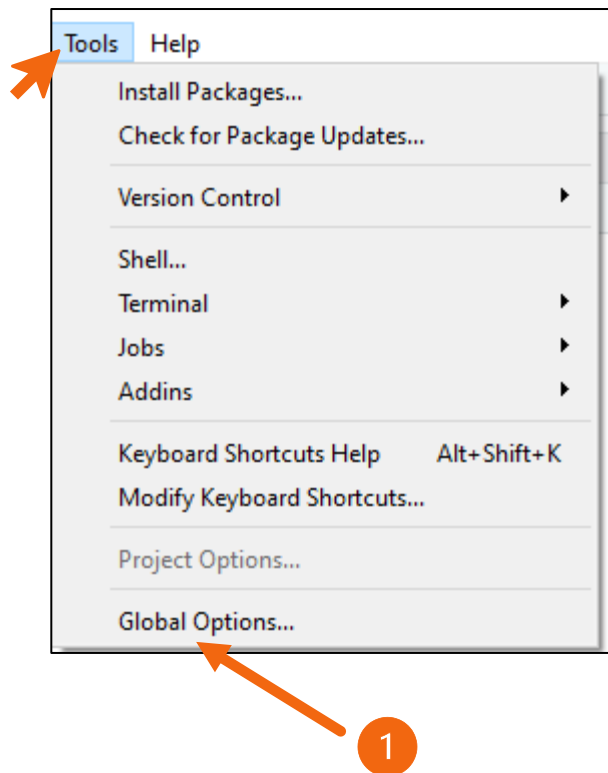 Tools Help
Install Packages...
Check for Package Updates...
Version Control
Shell...
Terminal
Jobs
Addins
Keyboard Shortcuts Help Alt+Shift+K
Modify Keyboard Shortcuts...
Project Options...
Global Options...
1